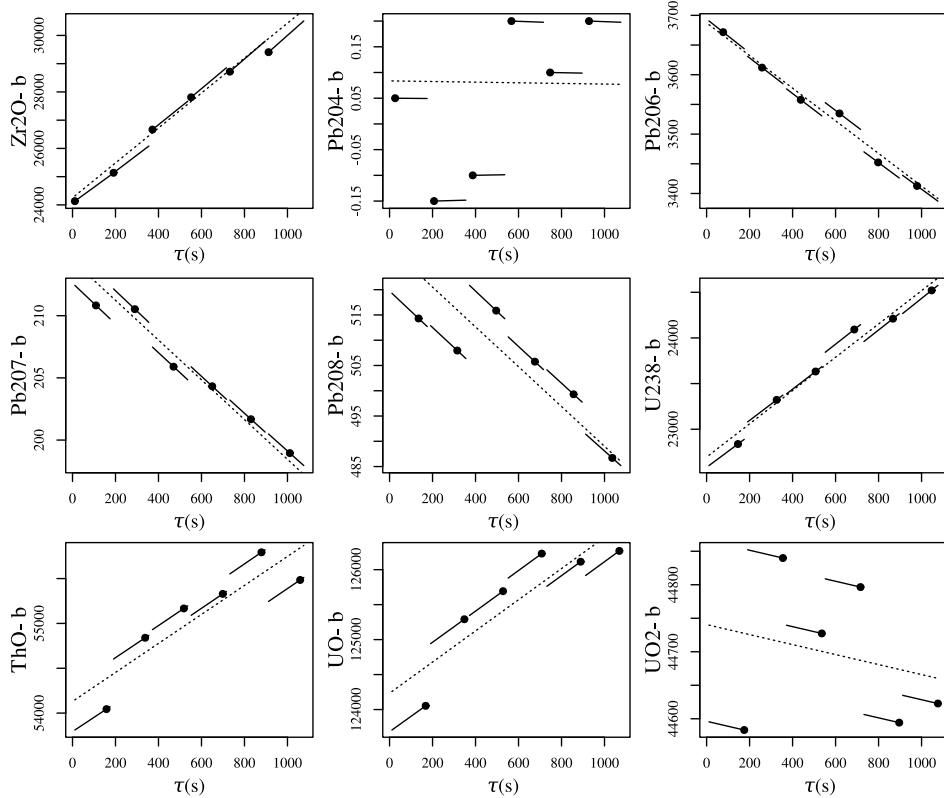 Zr2O- b
30000
28000
26000
24000
0 200 400 600 800 1000
τ(s)
Pb204- b
0.15
0.05
-0.05
-0.15
0 200 400 600 800 1000
τ(s)
Pb206- b
3700
3600
3500
3400
0 200 400 600 800 1000
τ(s)
Pb207- b
210
205
200
0 200 400 600 800 1000
τ(s)
Pb208- b
515
505
495
485
0 200 400 600 800 1000
τ(s)
U238- b
24000
23000
0 200 400 600 800 1000
τ(s)
ThO- b
55000
54000
0 200 400 600 800 1000
τ(s)
UO- b
126000
125000
124000
0 200 400 600 800 1000
τ(s)
UO2- b
44800
44700
44600
0 200 400 600 800 1000
τ(s)